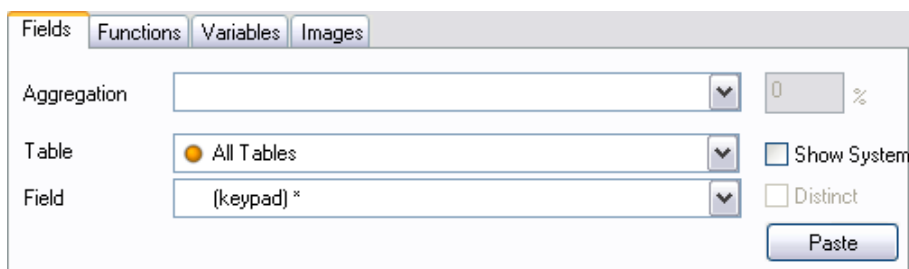 Fields Functions Variables Images
Aggregation 0 %
Table All Tables Show System
Field (keypad) * Distinct
Paste